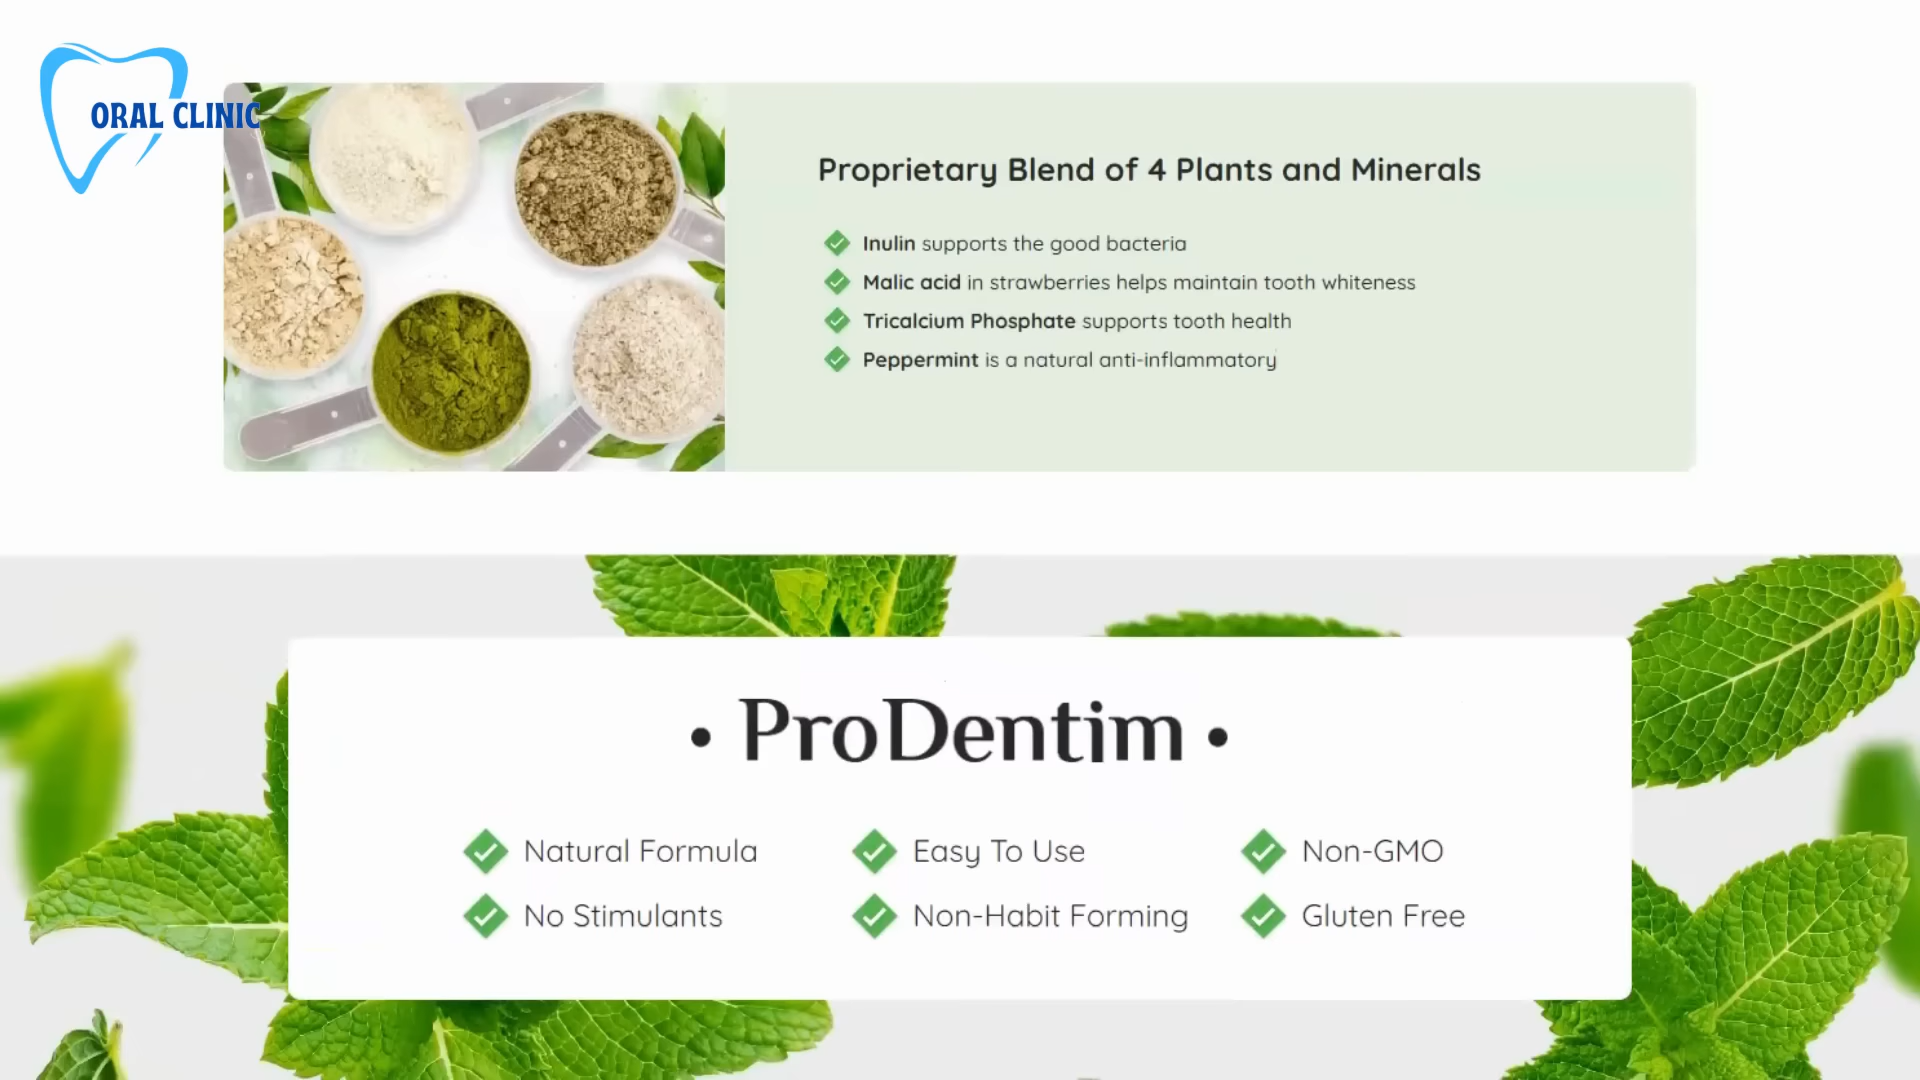 ORAL CLINIC
Proprietary Blend of 4 Plants and Minerals
Inulin supports the good bacteria
Malic acid in strawberries helps maintain tooth whiteness
Tricalcium Phosphate supports tooth health
Peppermint is a natural anti-inflammatory
• ProDentim •
Natural Formula
Easy To Use
Non-GMO
No Stimulants
Non-Habit Forming
Gluten Free